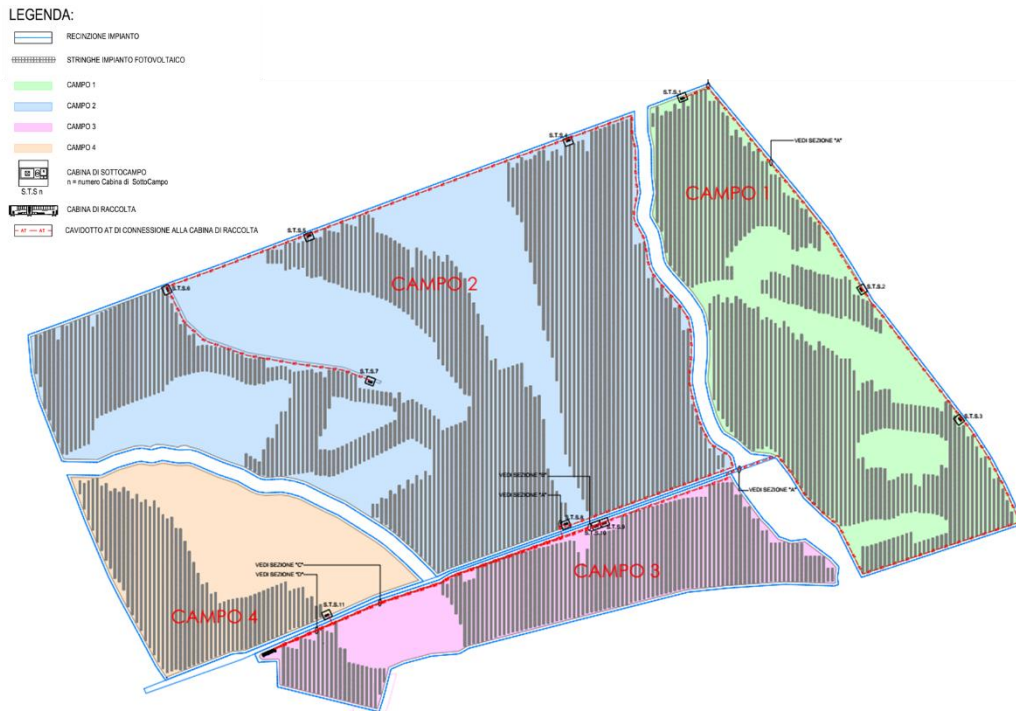 LEGENDA:
RECINZIONE IMPIANTO
STRINGHE IMPIANTO FOTOVOLTAICO
CAMPO 1
CAMPO 2
CAMPO 3
CAMPO 4
CABINA DI SOTTOCAMPO
n = numero Cabina di SottoCampo
S.T.S n
CABINA DI RACCOLTA
AT AT
CAVIDOTTO AT DI CONNESSIONE ALLA CABINA DI RACCOLTA
S.T.S.1
VEDI SEZIONE "A"
CAMPO 1
S.T.S.5
CAMPO 2
S.T.S.6
S.T.S.2
S.T.S.7
S.T.S.3
VEDI SEZIONE "A"
VEDI SEZIONE "A"
S.T.S.9
S.T.S.10
VEDI SEZIONE "C"
VEDI SEZIONE "D"
CAMPO 3
S.T.S.11
CAMPO 4